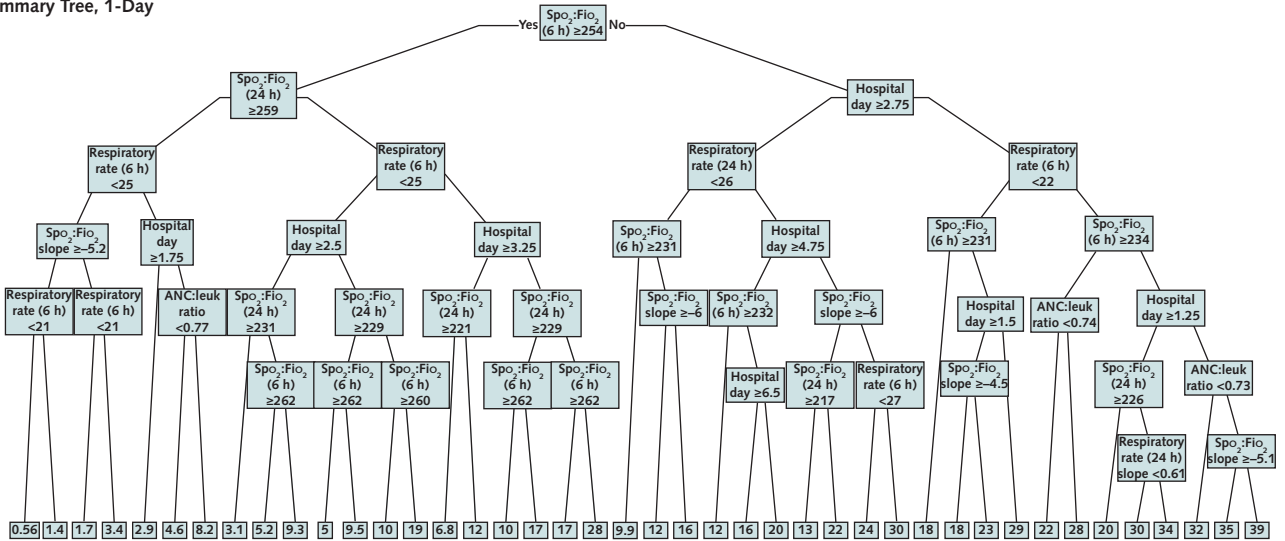 mmary Tree, 1-Day
Yes
Spo₂:Fio₂
(6 h) ≥254
No
Spo₂:Fio₂
(24 h)
≥259
Hospital
day ≥2.75
Respiratory
rate (6 h)
<25
Respiratory
rate (6 h)
<25
Respiratory
rate (24 h)
<26
Respiratory
rate (6 h)
<22
Spo₂:Fio₂
slope ≥–5.2
Hospital
day
≥1.75
Hospital
day ≥2.5
Hospital
day ≥3.25
Spo₂:Fio₂
(6 h) ≥231
Hospital
day ≥4.75
Spo₂:Fio₂
(6 h) ≥231
Spo₂:Fio₂
(6 h) ≥234
Respiratory
rate (6 h)
<21
Respiratory
rate (6 h)
<21
ANC:leuk
ratio
<0.77
Spo₂:Fio₂
(24 h)
≥231
Spo₂:Fio₂
(24 h)
≥229
Spo₂:Fio₂
(24 h)
≥221
Spo₂:Fio₂
(24 h)
≥229
Spo₂:Fio₂
slope ≥–6
Spo₂:Fio₂
(6 h) ≥232
Spo₂:Fio₂
slope ≥–6
Hospital
day ≥1.5
ANC:leuk
ratio <0.74
Hospital
day ≥1.25
Spo₂:Fio₂
(6 h)
≥262
Spo₂:Fio₂
(6 h)
≥262
Spo₂:Fio₂
(6 h)
≥260
Spo₂:Fio₂
(6 h)
≥262
Spo₂:Fio₂
(6 h)
≥262
Hospital
day ≥6.5
Spo₂:Fio₂
(24 h)
≥217
Respiratory
rate (6 h)
<27
Spo₂:Fio₂
slope ≥–4.5
Spo₂:Fio₂
(24 h)
≥226
ANC:leuk
ratio <0.73
Respiratory
rate (24 h)
slope <0.61
Spo₂:Fio₂
slope ≥–5.1
0.56 1.4 1.7 3.4 2.9 4.6 8.2 3.1 5.2 9.3 5 9.5 10 19 6.8 12 10 17 17 28 9.9 12 16 12 16 20 13 22 24 30 18 18 23 29 22 28 20 30 34 32 35 39